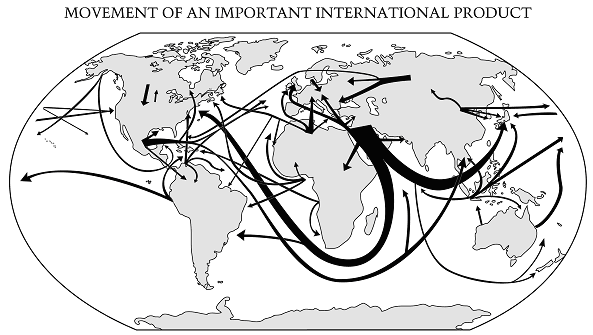 MOVEMENT OF AN IMPORTANT INTERNATIONAL PRODUCT